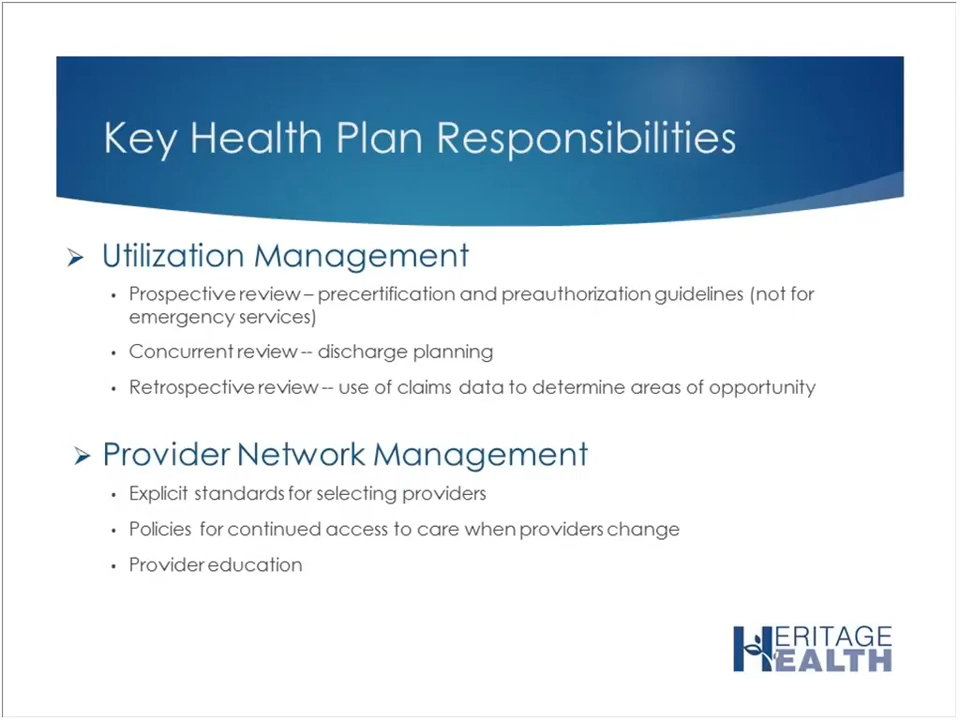 Key Health Plan Responsibilities
Utilization Management
Prospective review – precertification and preauthorization guidelines (not for
emergency services)
Concurrent review -- discharge planning
Retrospective review -- use of claims data to determine areas of opportunity
Provider Network Management
Explicit standards for selecting providers
Policies for continued access to care when providers change
Provider education
HERITAGE
HEALTH